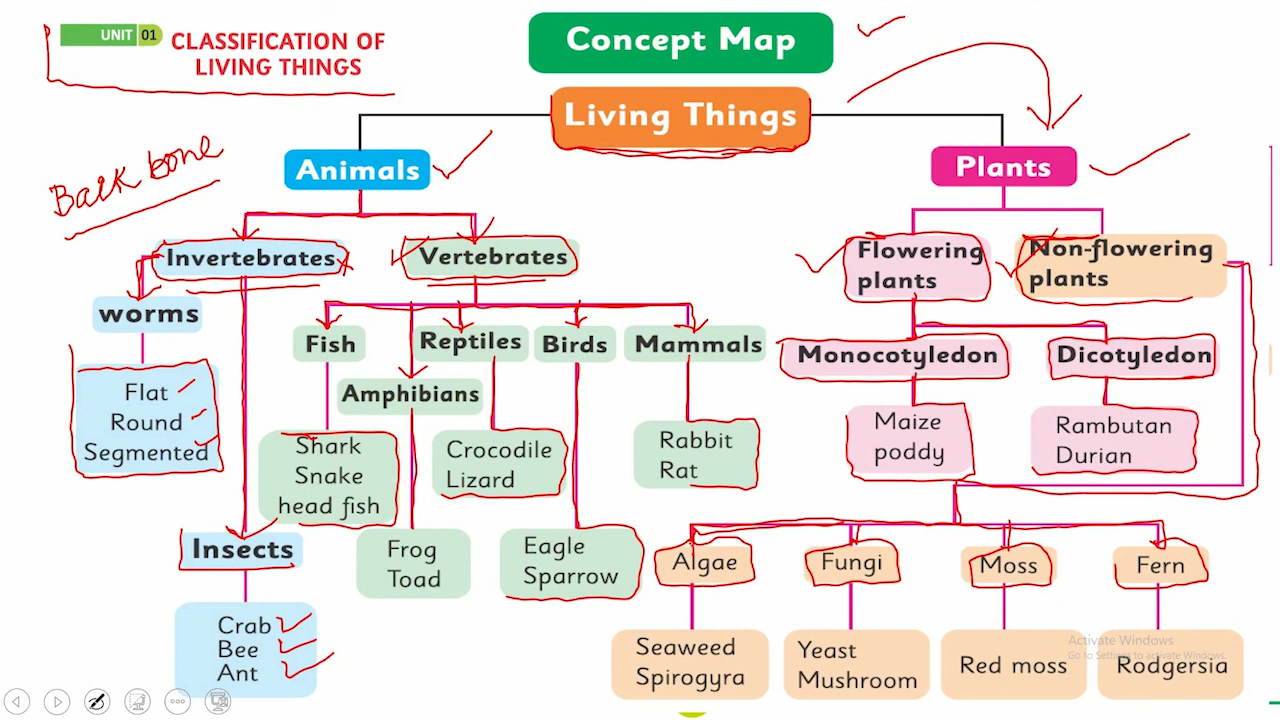 UNIT 01
CLASSIFICATION OF
LIVING THINGS
Concept Map
Living Things
Back bone
Animals
Plants
Invertebrates
Vertebrates
Flowering
plants
Non-flowering
plants
worms
Fish
Reptiles
Birds
Mammals
Amphibians
Monocotyledon
Dicotyledon
Flat
Round
Segmented
Shark
Snake
head fish
Crocodile
Lizard
Rabbit
Rat
Maize
poddy
Rambutan
Durian
Insects
Frog
Toad
Eagle
Sparrow
Algae
Fungi
Moss
Fern
Crab
Bee
Ant
Seaweed
Spirogyra
Yeast
Mushroom
Red moss
Rodgersia
Activate Windows
Go to Settings to activate Windows.